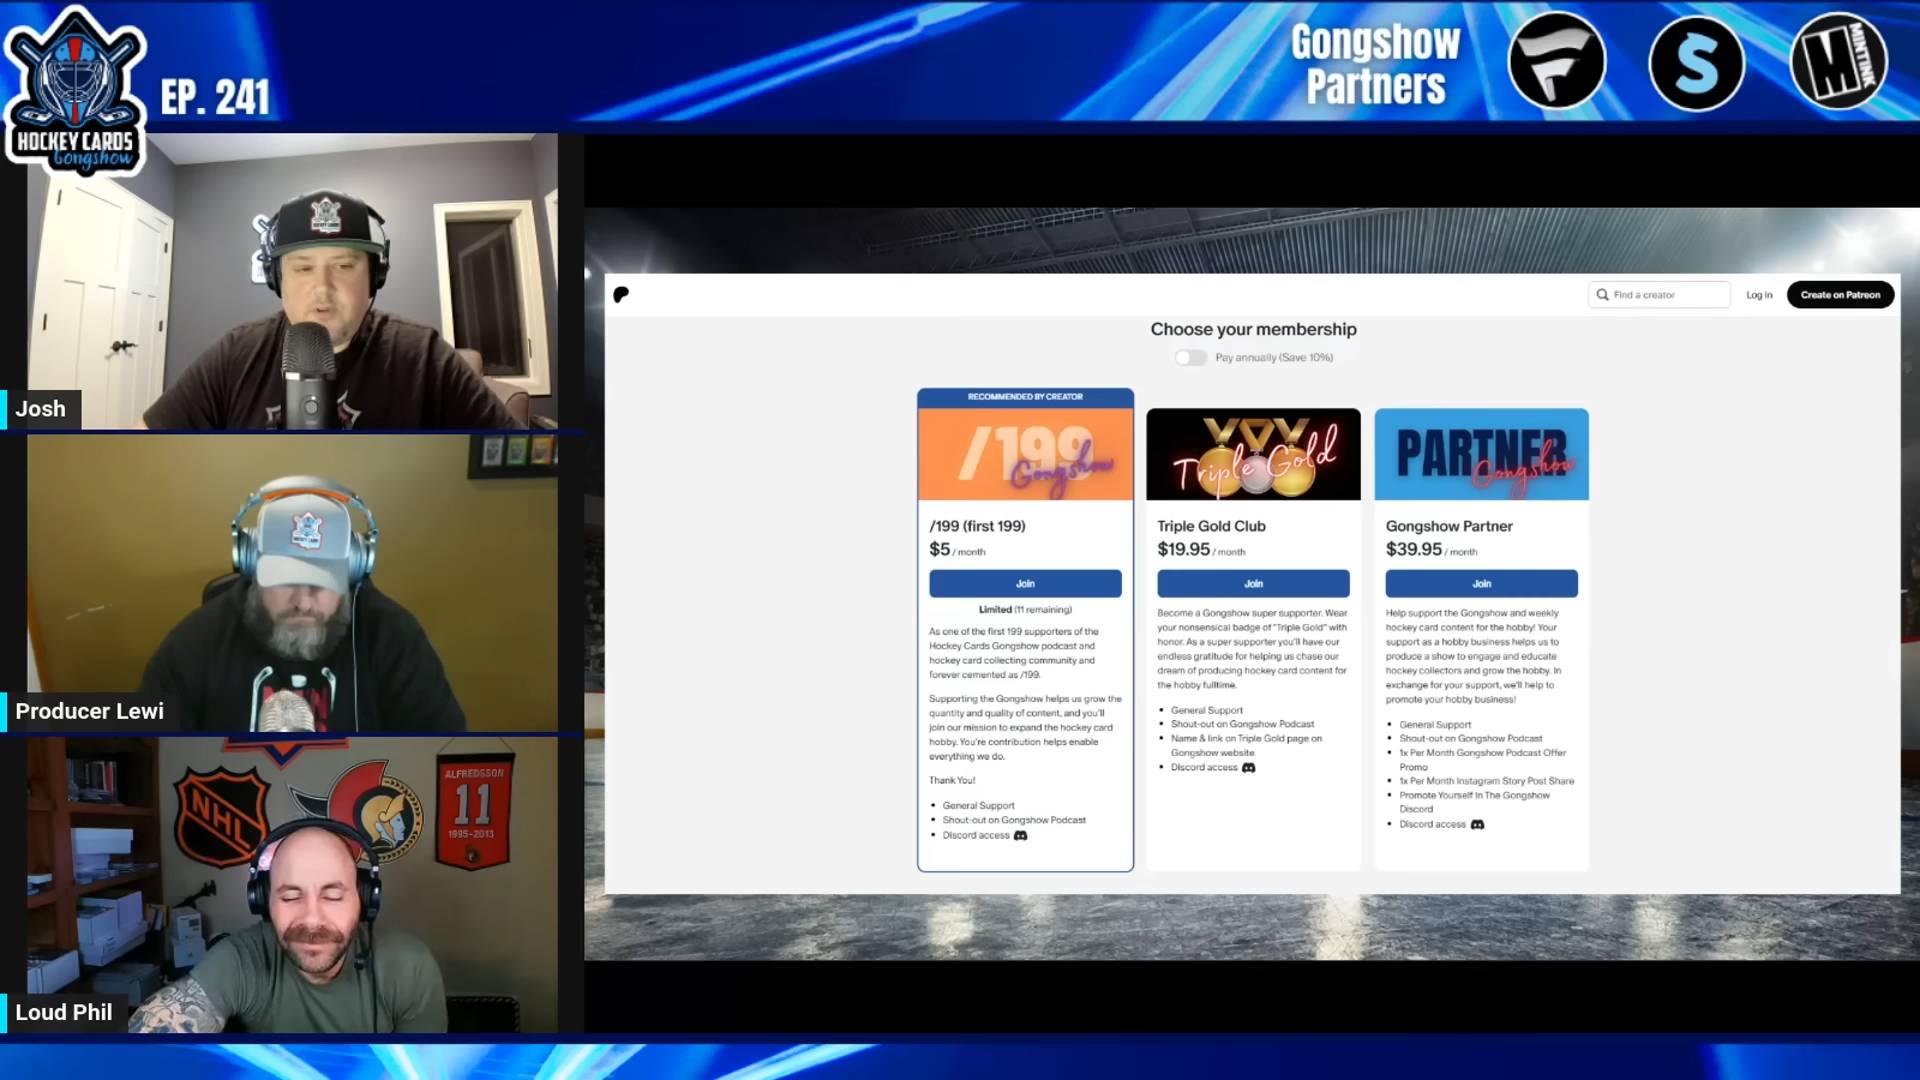 HOCKEY CARDS
Gongshow
EP. 241
Gongshow
Partners
S
M
MINTINK
Josh
Producer Lewi
NHL
ALFREDSSON
11
1995-2013
Loud Phil
Find a creator
Log in
Create on Patreon
Choose your membership
Pay annually (Save 10%)
RECOMMENDED BY CREATOR
/199
Gongshow
/199 (first 199)
$5 / month
Join
Limited (11 remaining)
As one of the first 199 supporters of the
Hockey Cards Gongshow podcast and
hockey card collecting community and
forever cemented as /199.
Supporting the Gongshow helps us grow the
quantity and quality of content, and you'll
join our mission to expand the hockey card
hobby. You're contribution helps enable
everything we do.
Thank You!
• General Support
• Shout-out on Gongshow Podcast
• Discord access
Triple Gold
Triple Gold Club
$19.95 / month
Join
Become a Gongshow super supporter. Wear
your nonsensical badge of "Triple Gold" with
honor. As a super supporter you'll have our
endless gratitude for helping us chase our
dream of producing hockey card content for
the hobby fulltime.
• General Support
• Shout-out on Gongshow Podcast
• Name & link on Triple Gold page on
Gongshow website
• Discord access
PARTNER
Gongshow
Gongshow Partner
$39.95 / month
Join
Help support the Gongshow and weekly
hockey card content for the hobby! Your
support as a hobby business helps us to
produce a show to engage and educate
hockey collectors and grow the hobby. In
exchange for your support, we'll help to
promote your hobby business!
• General Support
• Shout-out on Gongshow Podcast
• 1x Per Month Gongshow Podcast Offer
Promo
• 1x Per Month Instagram Story Post Share
• Promote Yourself In The Gongshow
Discord
• Discord access